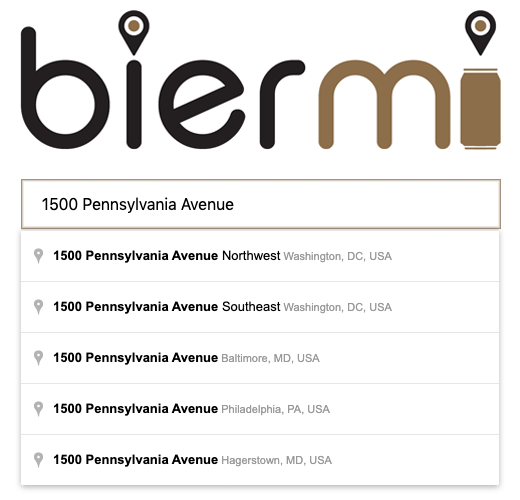 biermi
1500 Pennsylvania Avenue
1500 Pennsylvania Avenue Northwest Washington, DC, USA
1500 Pennsylvania Avenue Southeast Washington, DC, USA
1500 Pennsylvania Avenue Baltimore, MD, USA
1500 Pennsylvania Avenue Philadelphia, PA, USA
1500 Pennsylvania Avenue Hagerstown, MD, USA